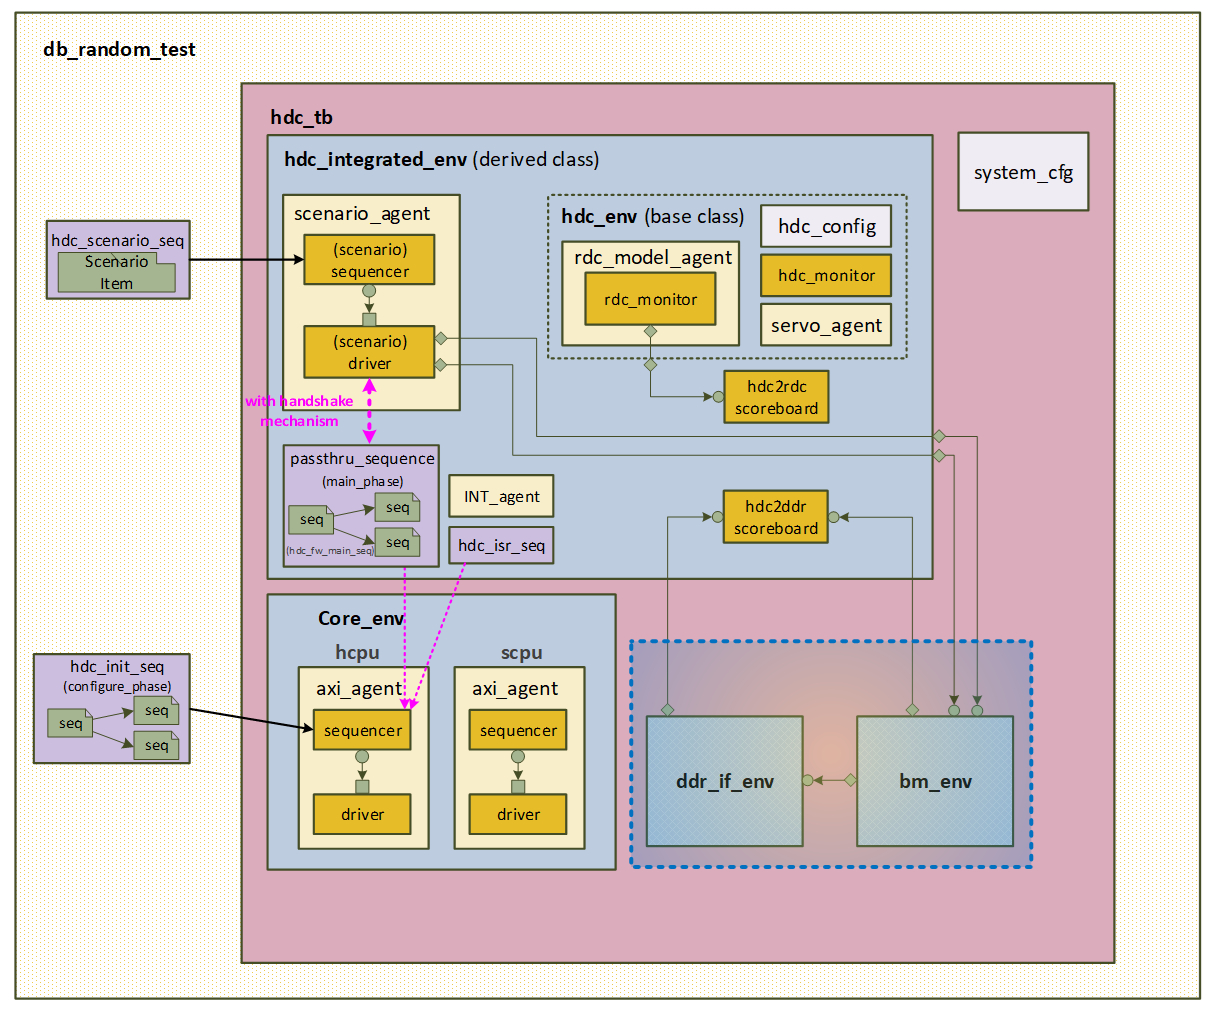 db_random_test
hdc_tb
hdc_integrated_env (derived class)
system_cfg
scenario_agent
(scenario)
sequencer
(scenario)
driver
hdc_env (base class)
hdc_config
rdc_model_agent
rdc_monitor
hdc_monitor
servo_agent
hdc_scenario_seq
Scenario
Item
with handshake
mechanism
hdc2rdc
scoreboard
passthru_sequence
(main_phase)
seq
seq
seq
(hdc_fw_main_seq)
INT_agent
hdc_isr_seq
hdc2ddr
scoreboard
Core_env
hcpu
scpu
axi_agent
sequencer
driver
axi_agent
sequencer
driver
hdc_init_seq
(configure_phase)
seq
seq
seq
ddr_if_env
bm_env